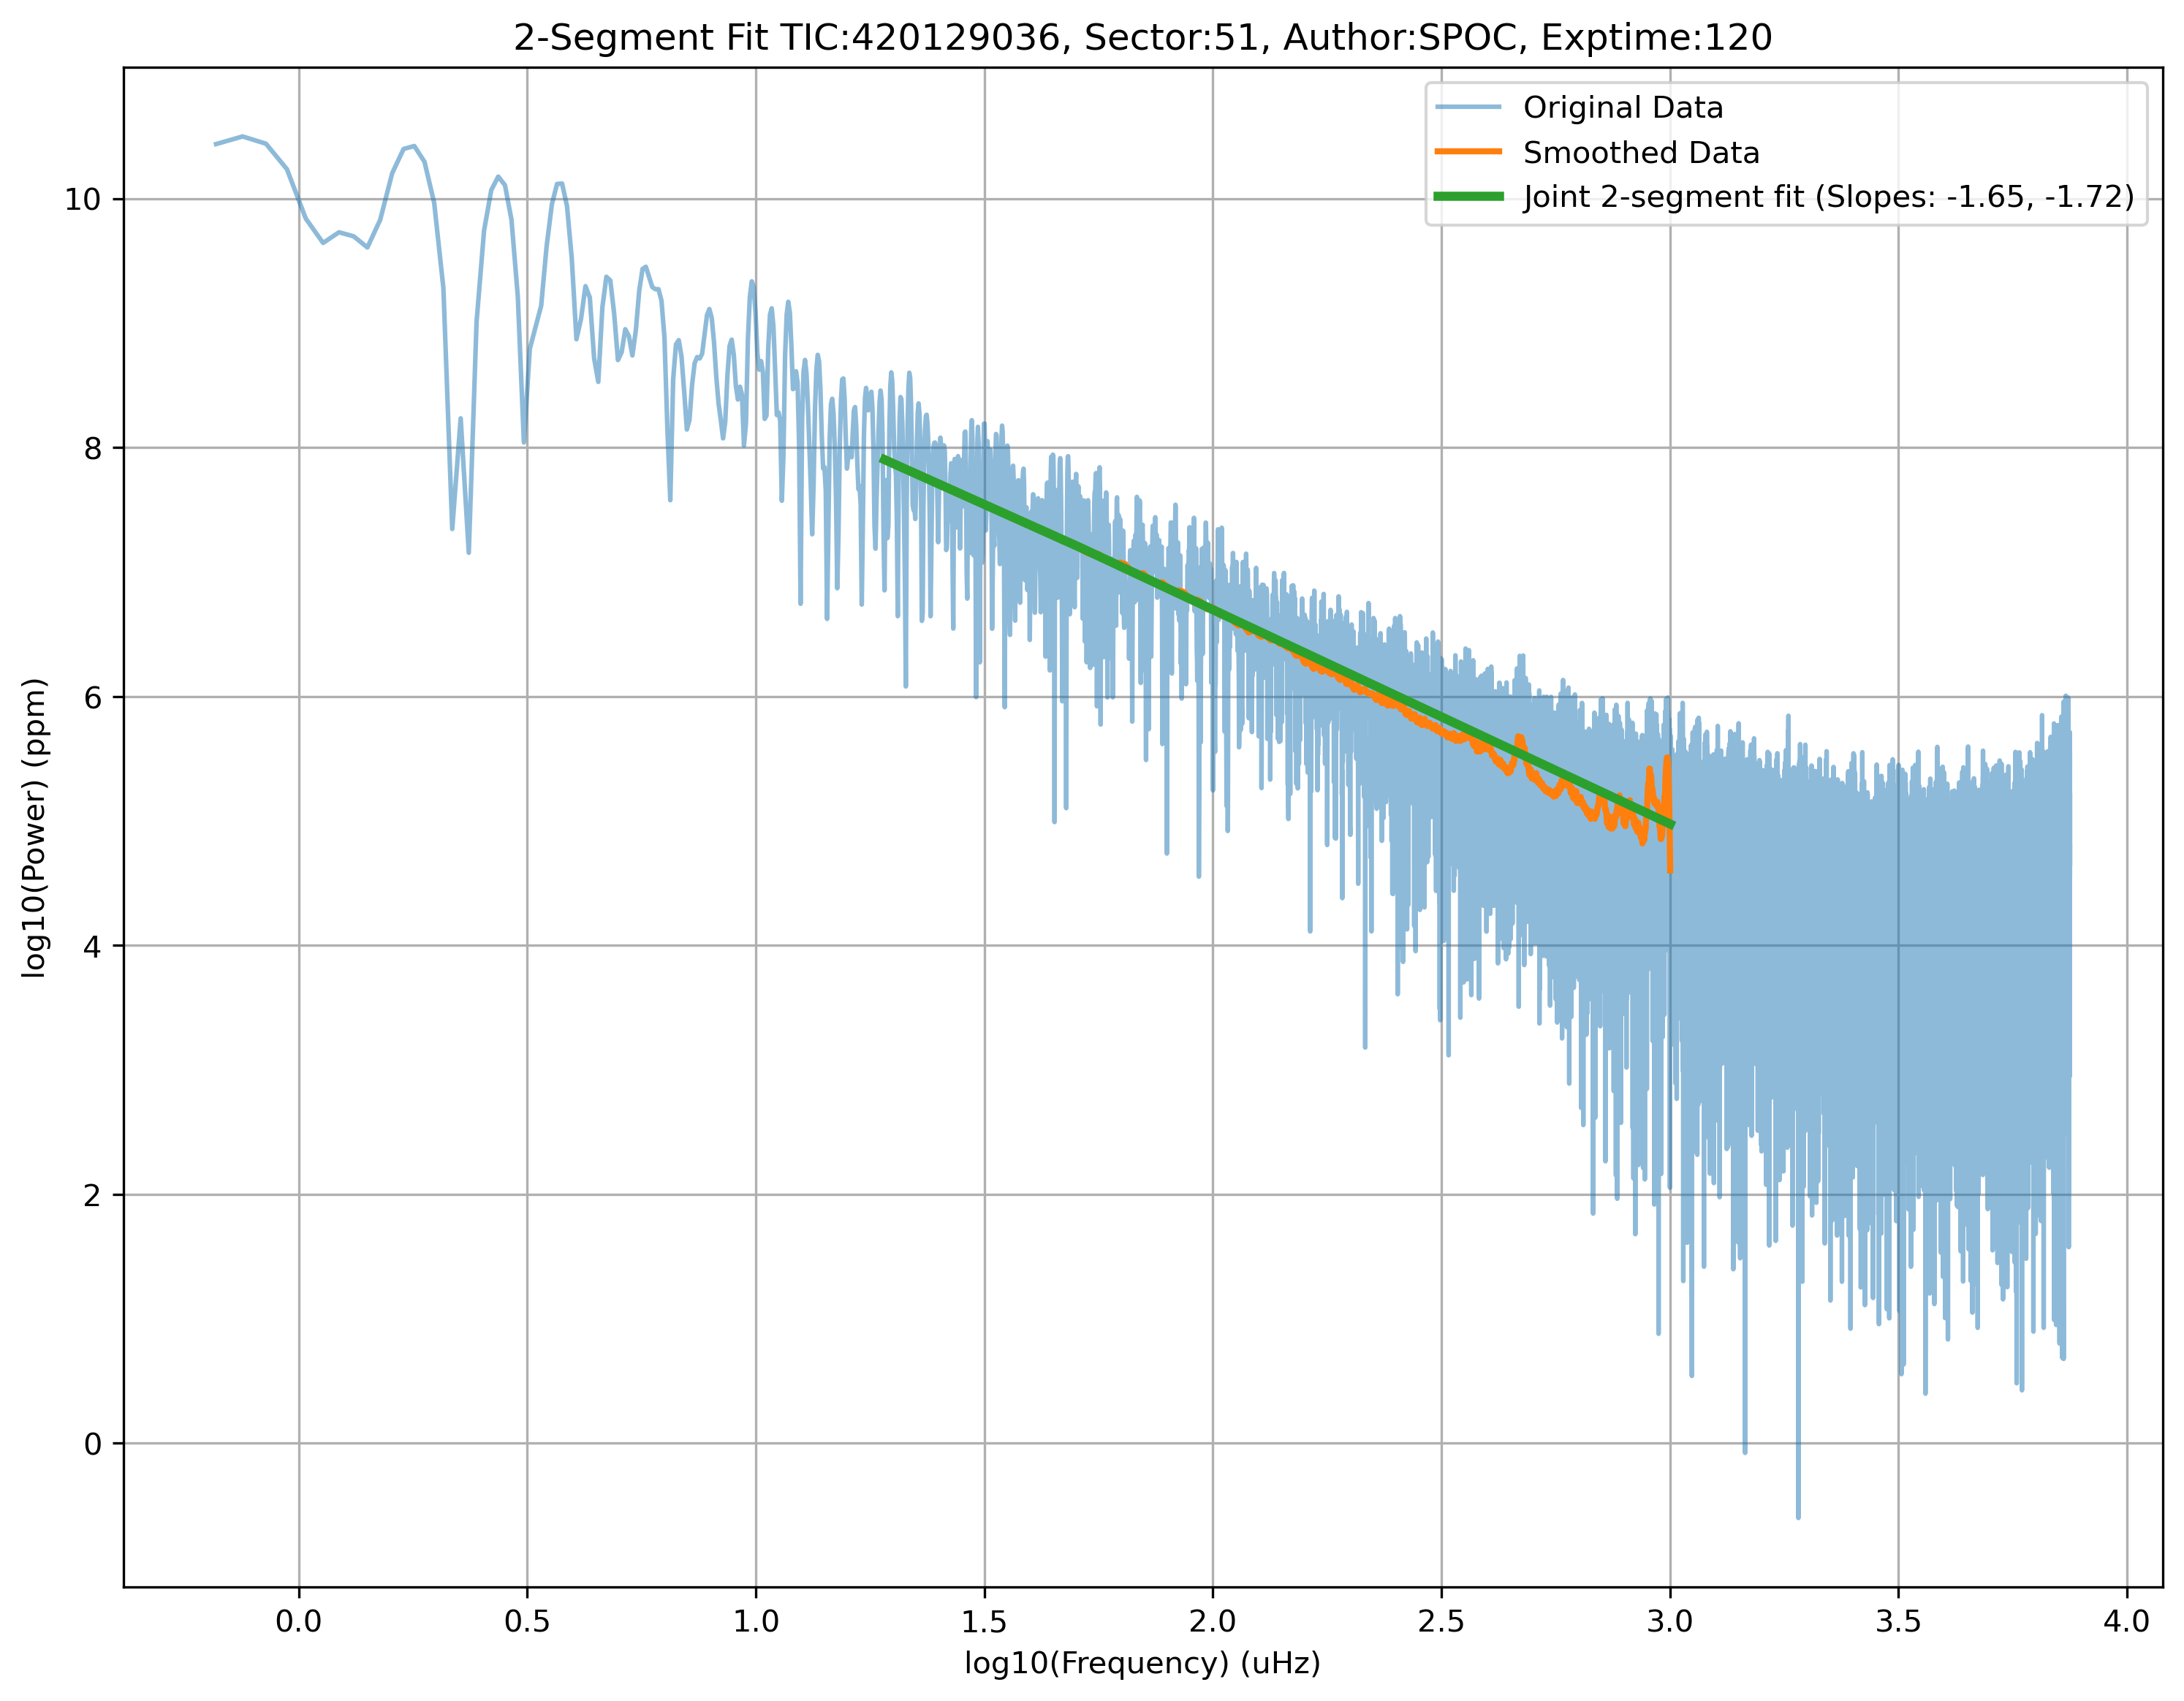 2-Segment Fit TIC:420129036, Sector:51, Author:SPOC, Exptime:120
Original Data
Smoothed Data
Joint 2-segment fit (Slopes: -1.65, -1.72)
log10(Power) (ppm)
10
8
6
4
2
0
0.0 0.5 1.0 1.5 2.0 2.5 3.0 3.5 4.0
log10(Frequency) (uHz)